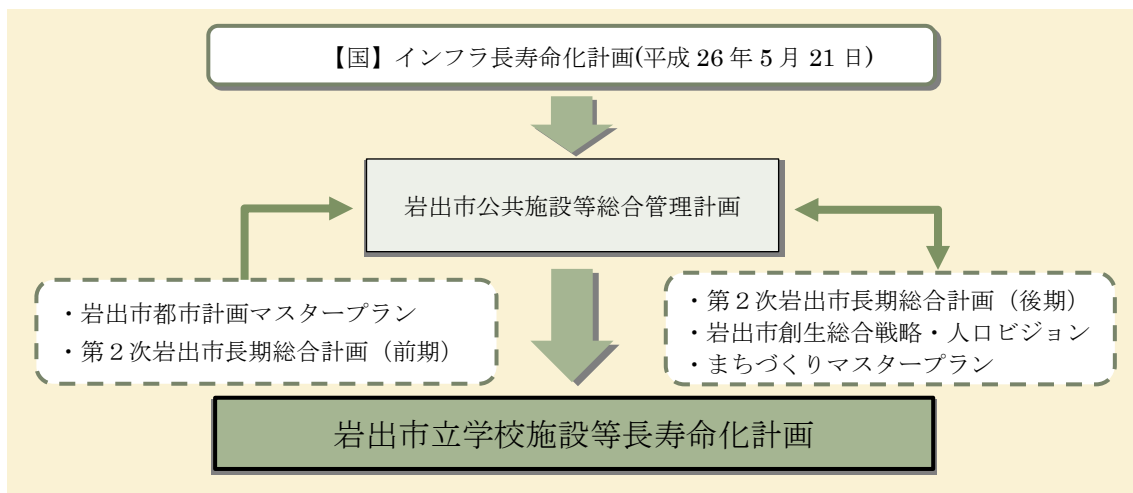 【国】インフラ長寿命化計画(平成 26 年 5 月 21 日)
岩出市公共施設等総合管理計画
・岩出市都市計画マスタープラン
・第２次岩出市長期総合計画（前期）
・第２次岩出市長期総合計画（後期）
・岩出市創生総合戦略・人口ビジョン
・まちづくりマスタープラン
岩出市立学校施設等長寿命化計画